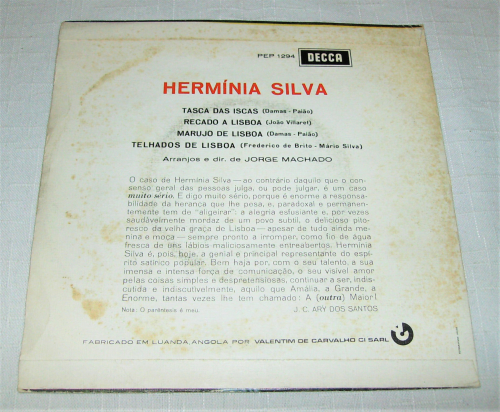 PEP 1294 DECCA
HERMÍNIA SILVA
TASCA DAS ISCAS (Damas - Paião)
RECADO A LISBOA (João Villaret)
MARUJO DE LISBOA (Damas - Paião)
TELHADOS DE LISBOA (Frederico de Brito - Mário Silva)
Arranjos e dir. de JORGE MACHADO
O caso de Hermínia Silva — ao contrário daquilo que o con-
senso geral das pessoas julga, ou pode julgar, é um caso
muito sério. E digo muito sério, porque é enorme a responsa-
bilidade da herança que lhe pesa, e, paradoxal e permanen-
temente tem de "aligeirar": a alegria esfusiante e, por vezes
saudàvelmente mordaz de um povo subtil, o delicioso pito-
resco da velha graça de Lisboa — apesar de tudo ainda me-
nina e moça — sempre pronto a irromper, como fio de água
fresca de uns lábios maliciosamente entreabertos. Hermínia
Silva é, pois, hoje, a genial e principal representante do espí-
rito satírico popular. Bem haja por, com o seu talento, a sua
imensa e intensa força de comunicação, o seu visível amor
pelas coisas simples e despretensiosas, continuar a ser, indis-
cutida e indiscutìvelmente, aquilo que Amália, a Grande, a
Enorme, tantas vezes lhe tem chamado: A (outra) Maior!
Nota: O parêntesis é meu. J. C. ARY DOS SANTOS
FABRICADO EM LUANDA ANGOLA POR VALENTIM DE CARVALHO CI SARL